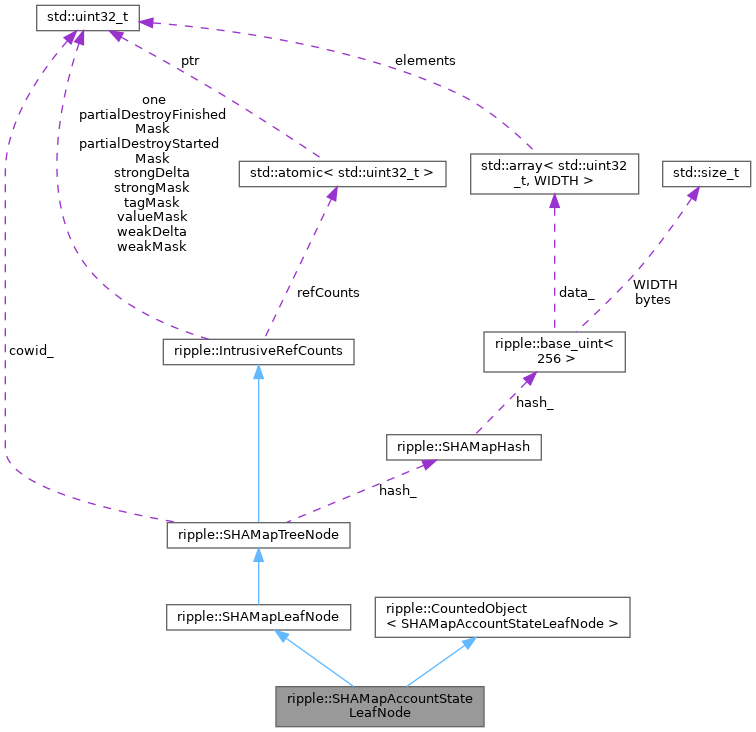 std::uint32_t
ptr
elements
one
partialDestroyFinished
Mask
partialDestroyStarted
Mask
strongDelta
strongMask
tagMask
valueMask
weakDelta
weakMask
std::atomic< std::uint32_t >
std::array< std::uint32
_t, WIDTH >
std::size_t
refCounts
data_
WIDTH
bytes
cowid_
ripple::IntrusiveRefCounts
ripple::base_uint<
256 >
hash_
ripple::SHAMapHash
hash_
ripple::SHAMapTreeNode
ripple::SHAMapLeafNode
ripple::CountedObject
< SHAMapAccountStateLeafNode >
ripple::SHAMapAccountState
LeafNode